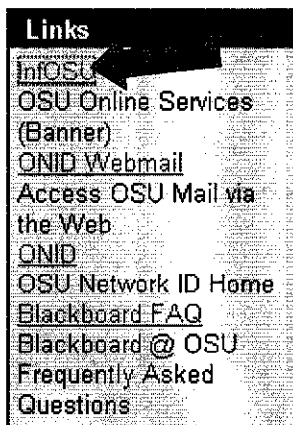 Links
InfOSU
OSU Online Services
(Banner)
ONID Webmail
Access OSU Mail via
the Web
ONID
OSU Network ID Home
Blackboard FAQ
Blackboard @ OSU
Frequently Asked
Questions